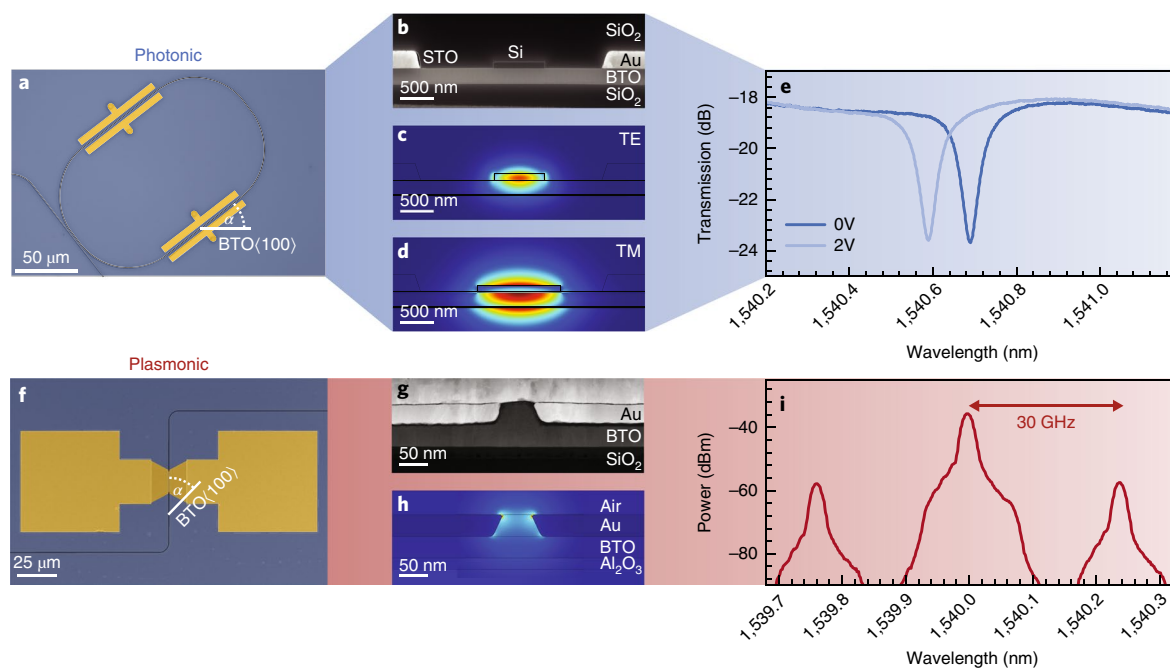 Photonic
a
α
BTO⟨100⟩
50 μm
b
SiO₂
STO
Si
Au
BTO
500 nm
SiO₂
c
TE
500 nm
d
TM
500 nm
e
Transmission (dB)
–18
–20
–22
–24
0V
2V
1,540.2
1,540.4
1,540.6
1,540.8
1,541.0
Wavelength (nm)
Plasmonic
f
α
BTO⟨100⟩
25 μm
g
Au
BTO
50 nm
SiO₂
h
Air
Au
BTO
50 nm
Al₂O₃
i
30 GHz
Power (dBm)
–40
–60
–80
1,539.7
1,539.8
1,539.9
1,540.0
1,540.1
1,540.2
1,540.3
Wavelength (nm)